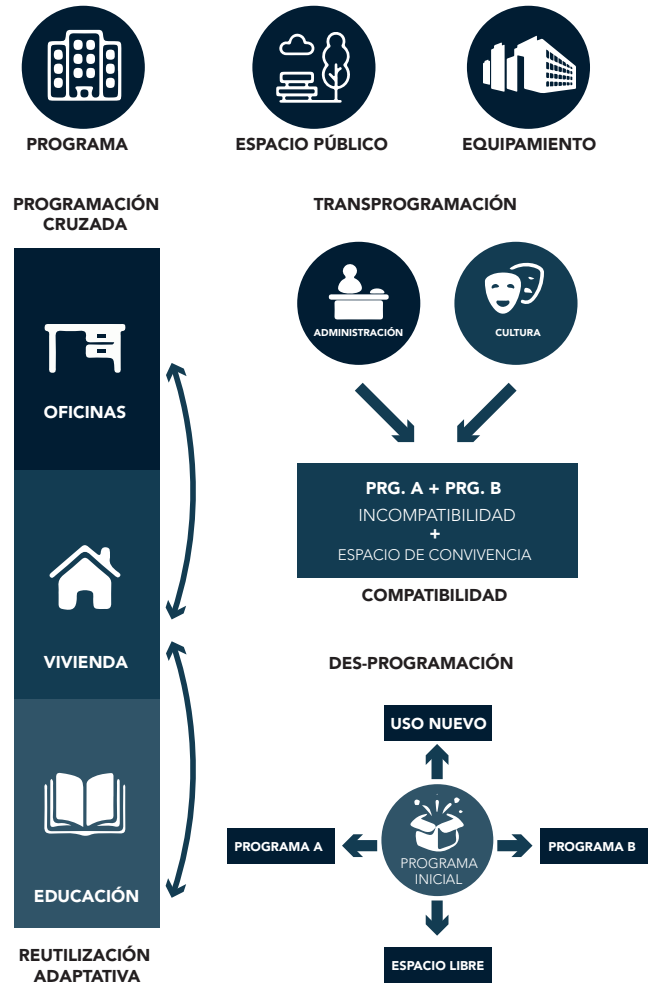 PROGRAMA
ESPACIO PÚBLICO
EQUIPAMIENTO
PROGRAMACIÓN
CRUZADA
OFICINAS
VIVIENDA
EDUCACIÓN
REUTILIZACIÓN
ADAPTATIVA
TRANSPROGRAMACIÓN
ADMINISTRACIÓN
CULTURA
PRG. A + PRG. B
INCOMPATIBILIDAD
+
ESPACIO DE CONVIVENCIA
COMPATIBILIDAD
DES-PROGRAMACIÓN
USO NUEVO
PROGRAMA A
PROGRAMA
INICIAL
PROGRAMA B
ESPACIO LIBRE